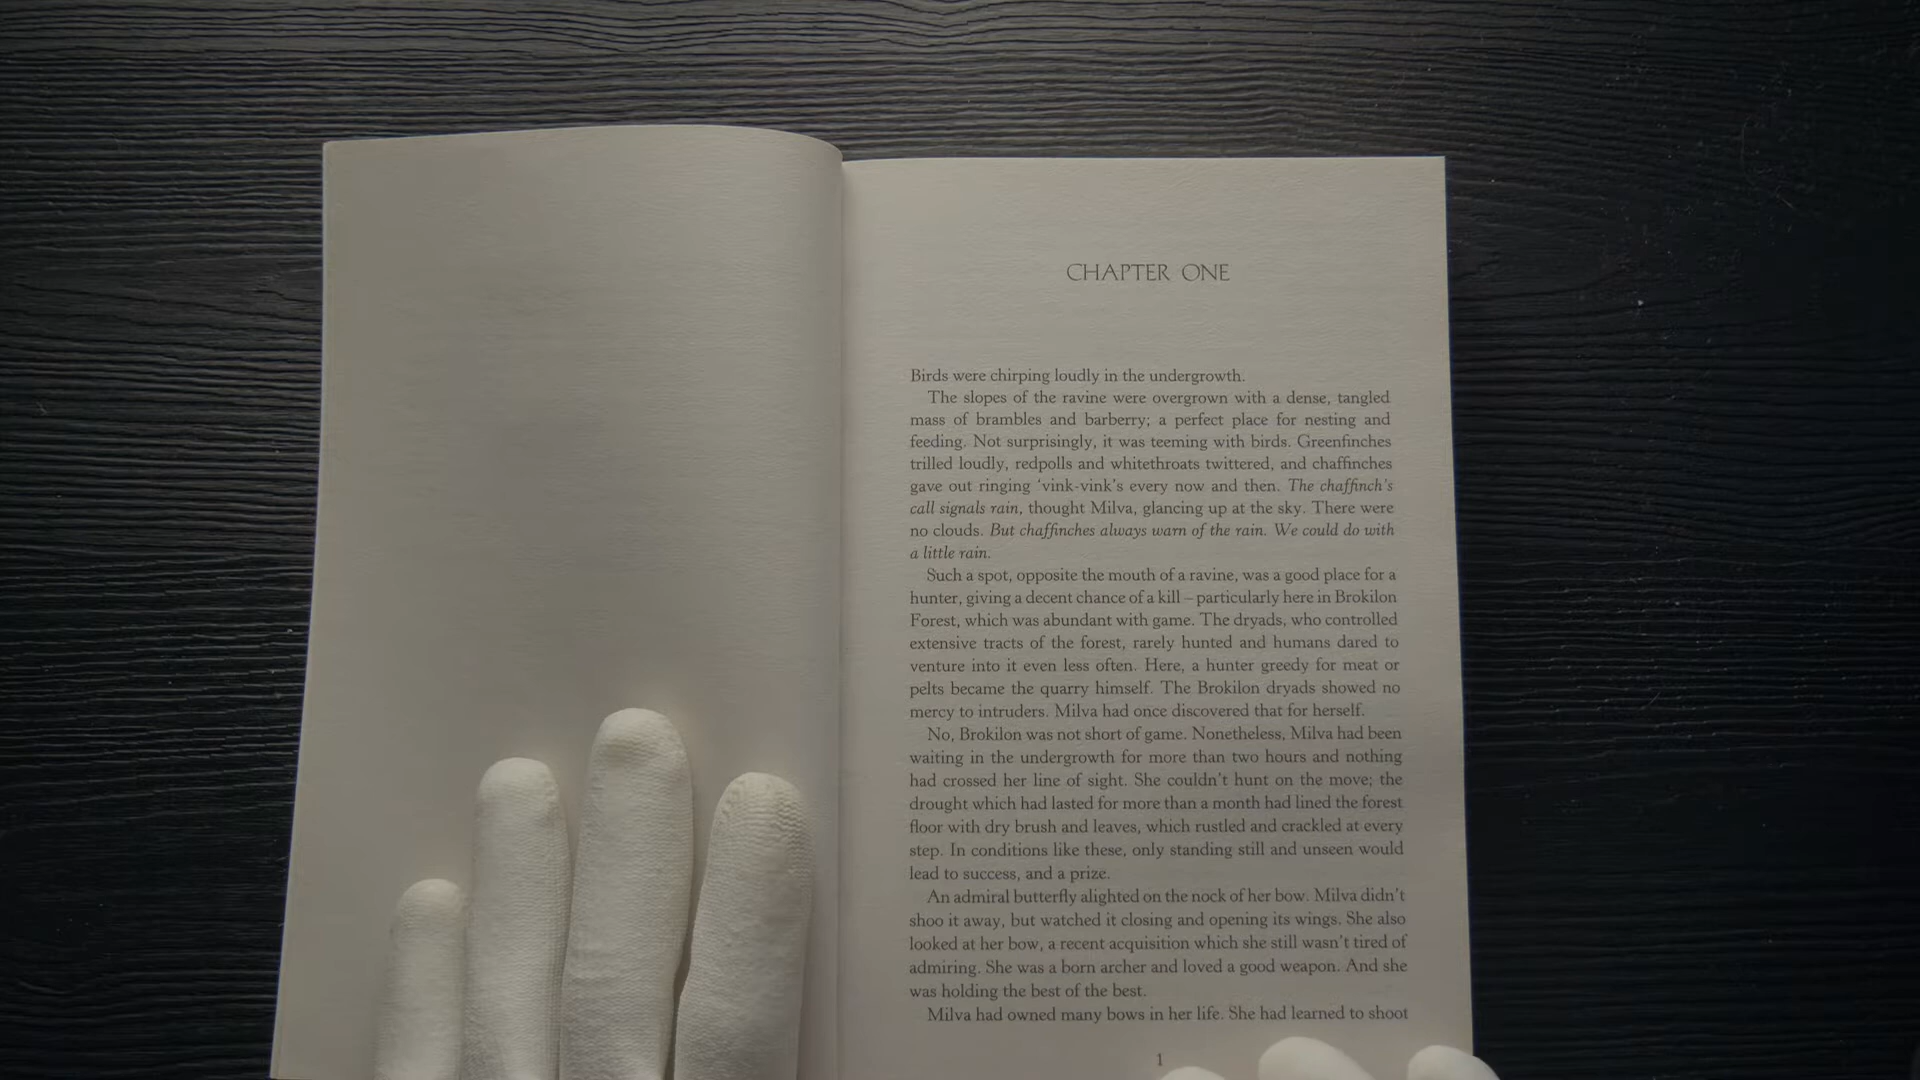 CHAPTER ONE
Birds were chirping loudly in the undergrowth.
The slopes of the ravine were overgrown with a dense, tangled
mass of brambles and barberry; a perfect place for nesting and
feeding. Not surprisingly, it was teeming with birds. Greenfinches
trilled loudly, redpolls and whitethroats twittered, and chaffinches
gave out ringing ‘vink-vink’s every now and then. The chaffinch’s
call signals rain, thought Milva, glancing up at the sky. There were
no clouds. But chaffinches always warn of the rain. We could do with
a little rain.
Such a spot, opposite the mouth of a ravine, was a good place for a
hunter, giving a decent chance of a kill – particularly here in Brokilon
Forest, which was abundant with game. The dryads, who controlled
extensive tracts of the forest, rarely hunted and humans dared to
venture into it even less often. Here, a hunter greedy for meat or
pelts became the quarry himself. The Brokilon dryads showed no
mercy to intruders. Milva had once discovered that for herself.
No, Brokilon was not short of game. Nonetheless, Milva had been
waiting in the undergrowth for more than two hours and nothing
had crossed her line of sight. She couldn’t hunt on the move; the
drought which had lasted for more than a month had lined the forest
floor with dry brush and leaves, which rustled and crackled at every
step. In conditions like these, only standing still and unseen would
lead to success, and a prize.
An admiral butterfly alighted on the nock of her bow. Milva didn’t
shoo it away, but watched it closing and opening its wings. She also
looked at her bow, a recent acquisition which she still wasn’t tired of
admiring. She was a born archer and loved a good weapon. And she
was holding the best of the best.
Milva had owned many bows in her life. She had learned to shoot
1